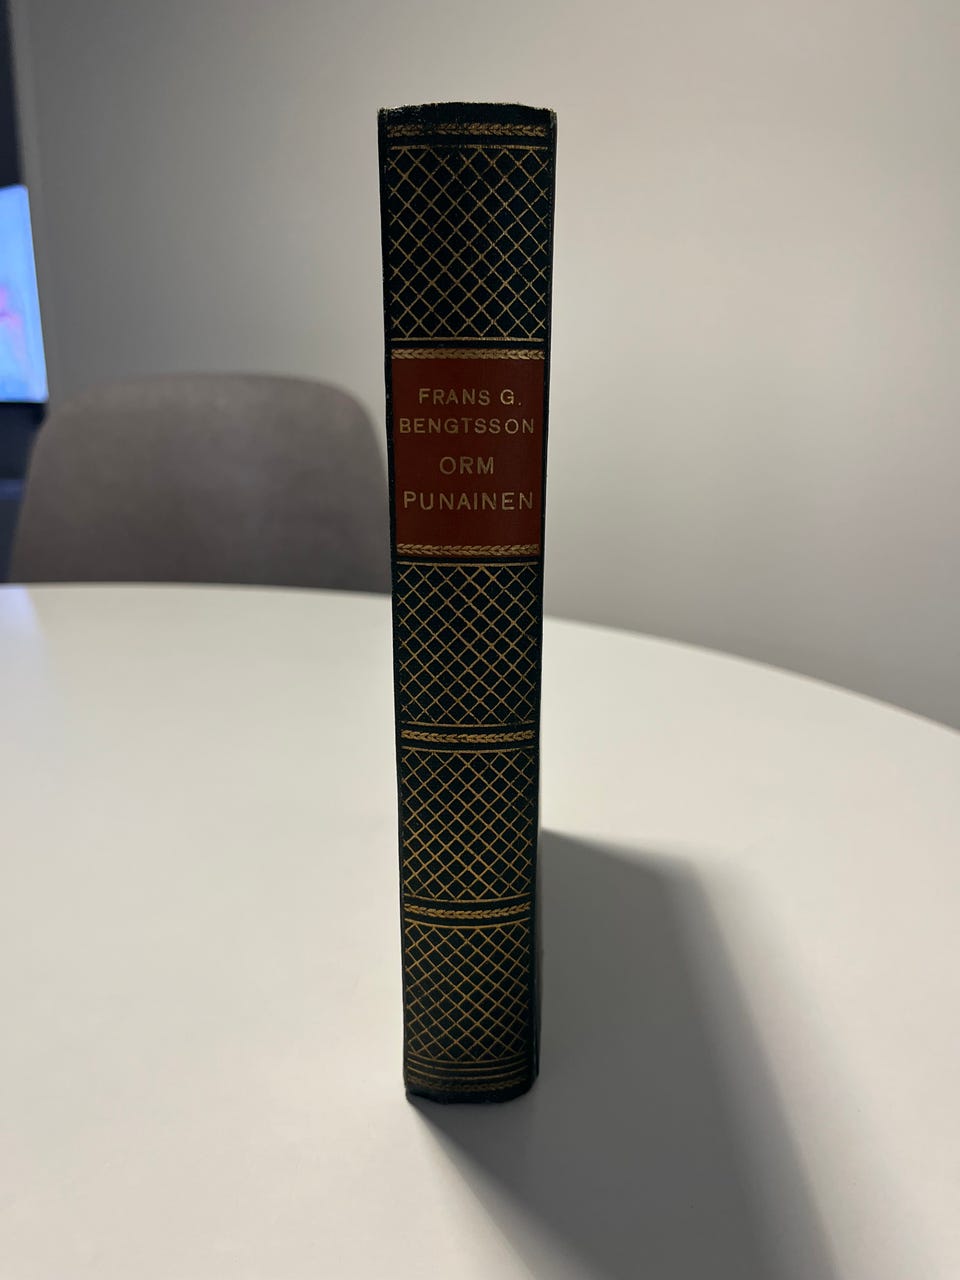 FRANS G.
BENGTSSON
ORM
PUNAINEN